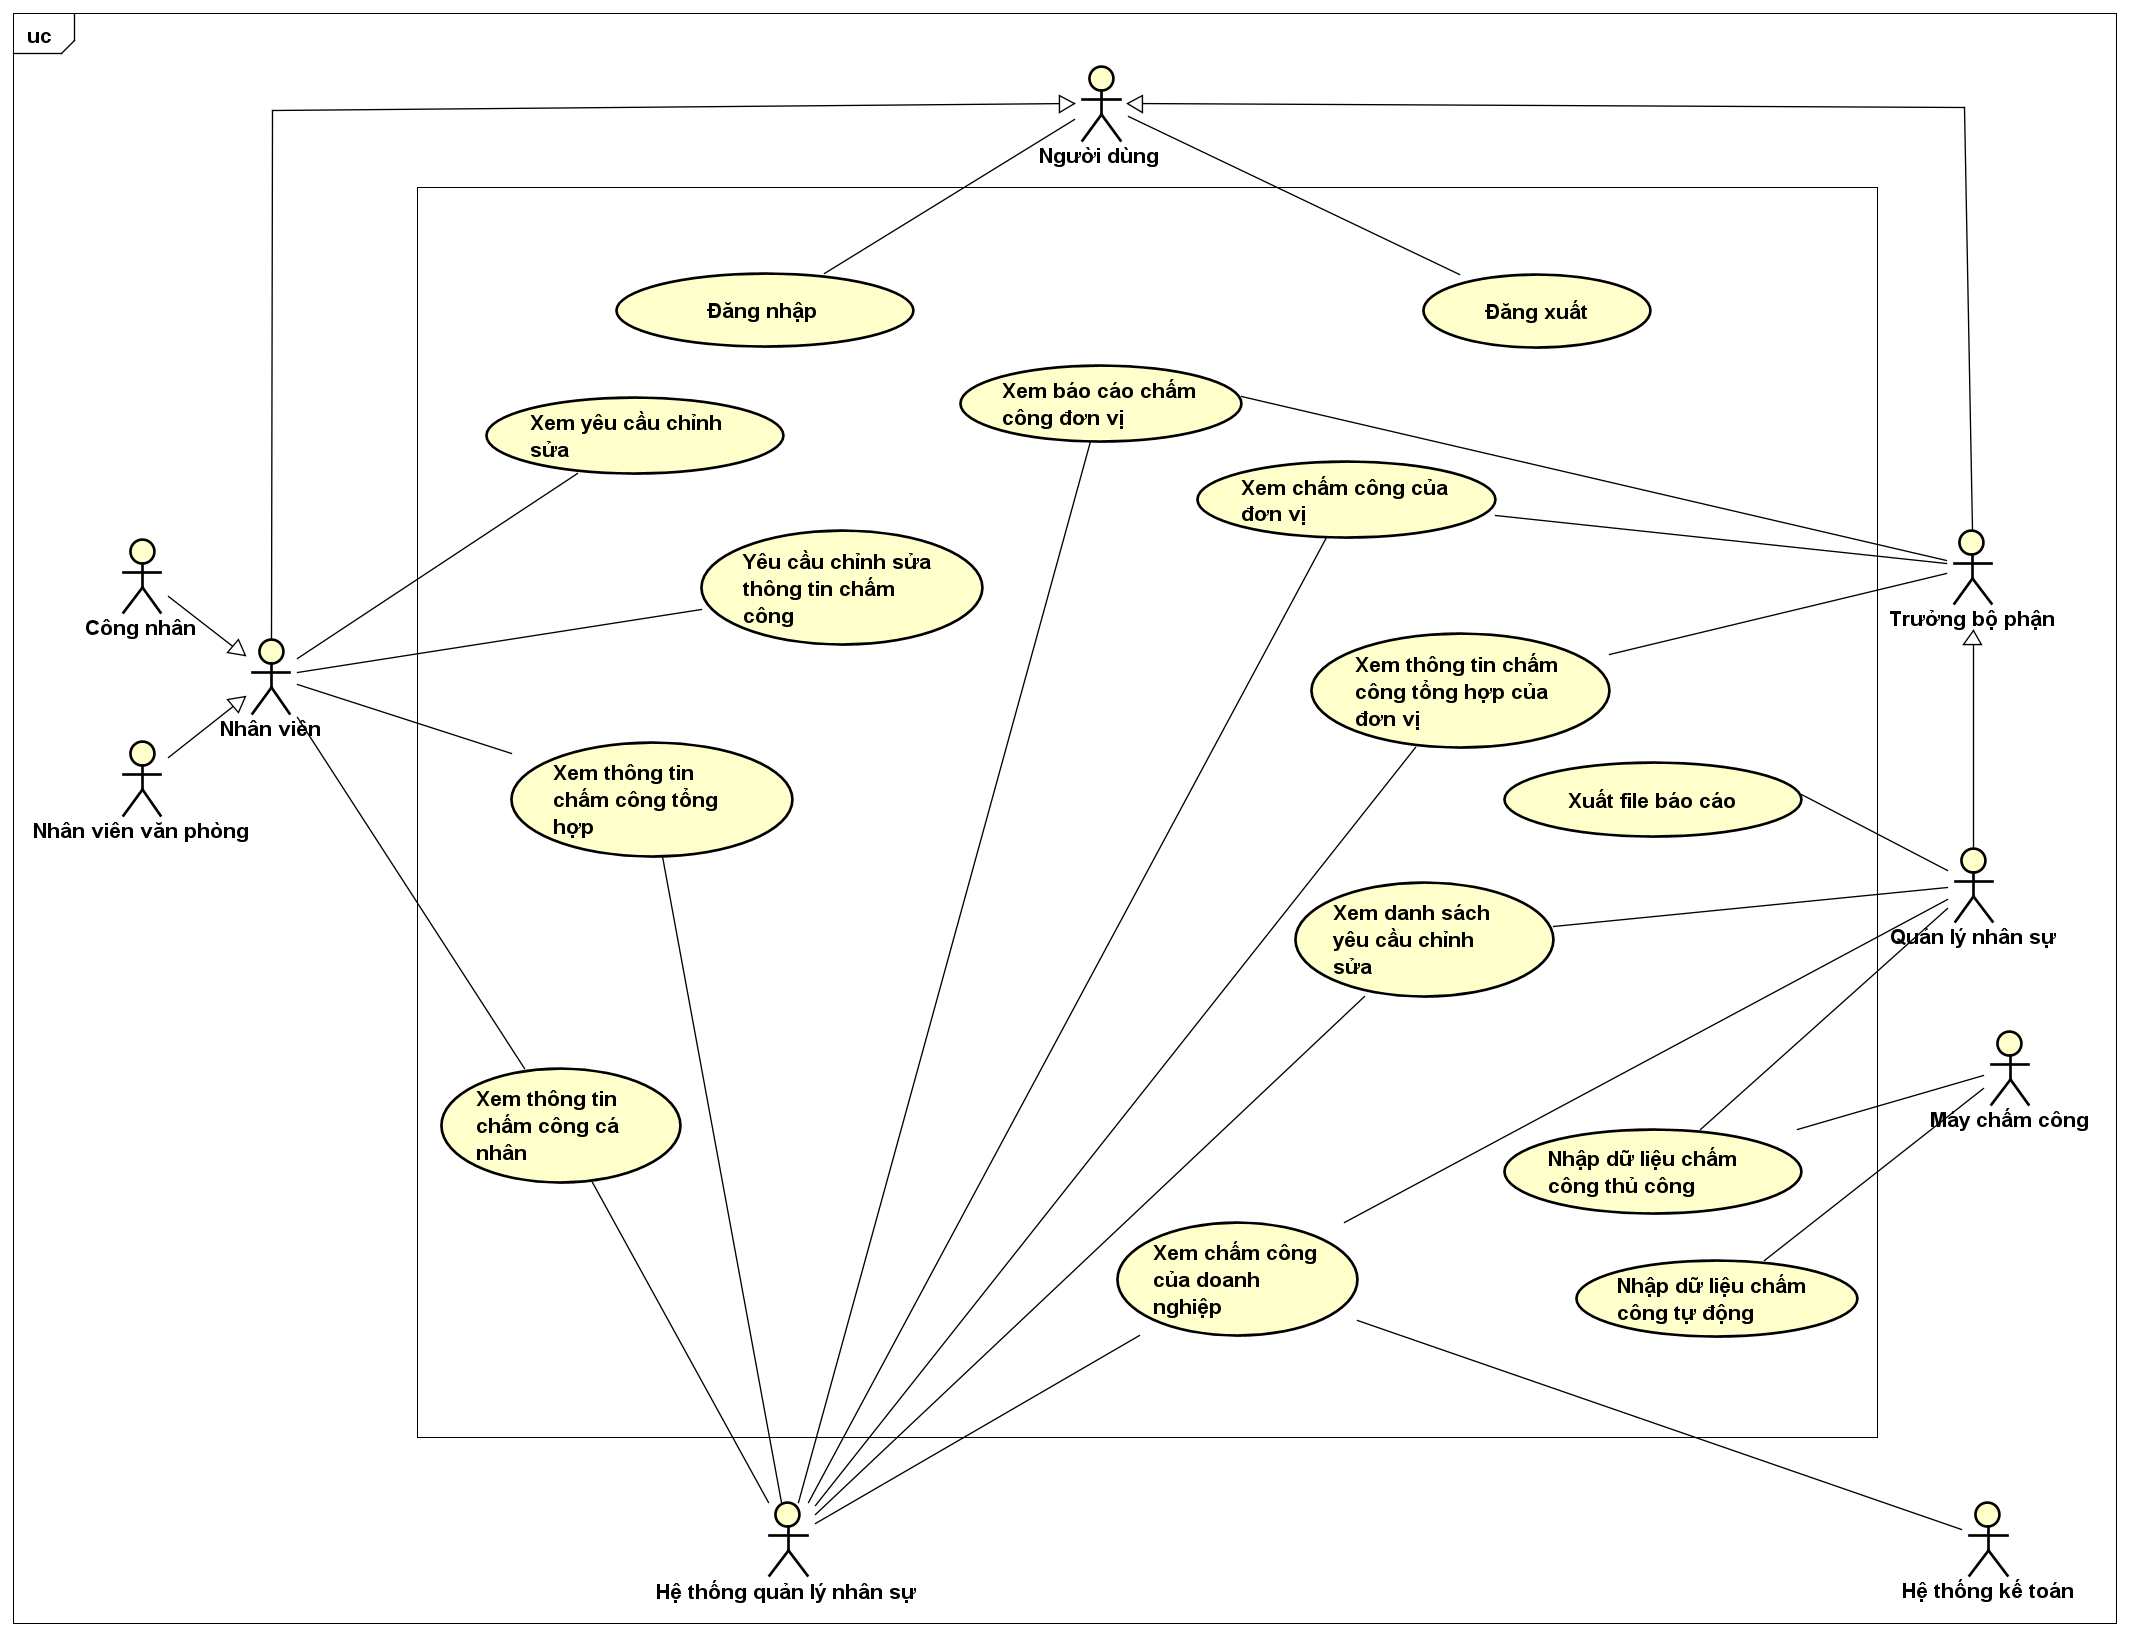 uc
Người dùng
Đăng nhập
Đăng xuất
Xem báo cáo chấm
công đơn vị
Xem yêu cầu chỉnh
sửa
Xem chấm công của
đơn vị
Yêu cầu chỉnh sửa
thông tin chấm
công
Công nhân
Trưởng bộ phận
Xem thông tin chấm
công tổng hợp của
đơn vị
Nhân viên
Xem thông tin
chấm công tổng
hợp
Xuất file báo cáo
Nhân viên văn phòng
Xem danh sách
yêu cầu chỉnh
sửa
Quản lý nhân sự
Xem thông tin
chấm công cá
nhân
Máy chấm công
Nhập dữ liệu chấm
công thủ công
Xem chấm công
của doanh
nghiệp
Nhập dữ liệu chấm
công tự động
Hệ thống quản lý nhân sự
Hệ thống kế toán